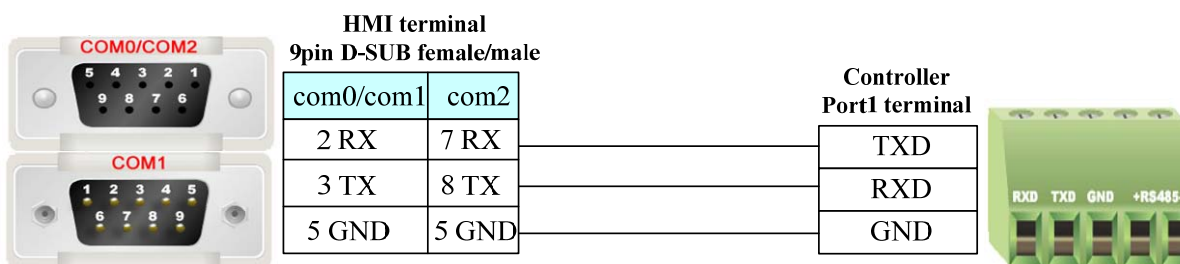 COM0/COM2
5 4 3 2 1
9 8 7 6
COM1
1 2 3 4 5
6 7 8 9
HMI terminal
9pin D-SUB female/male
com0/com1 com2
2 RX 7 RX
3 TX 8 TX
5 GND 5 GND
Controller
Port1 terminal
TXD
RXD
GND
RXD TXD GND +RS485-